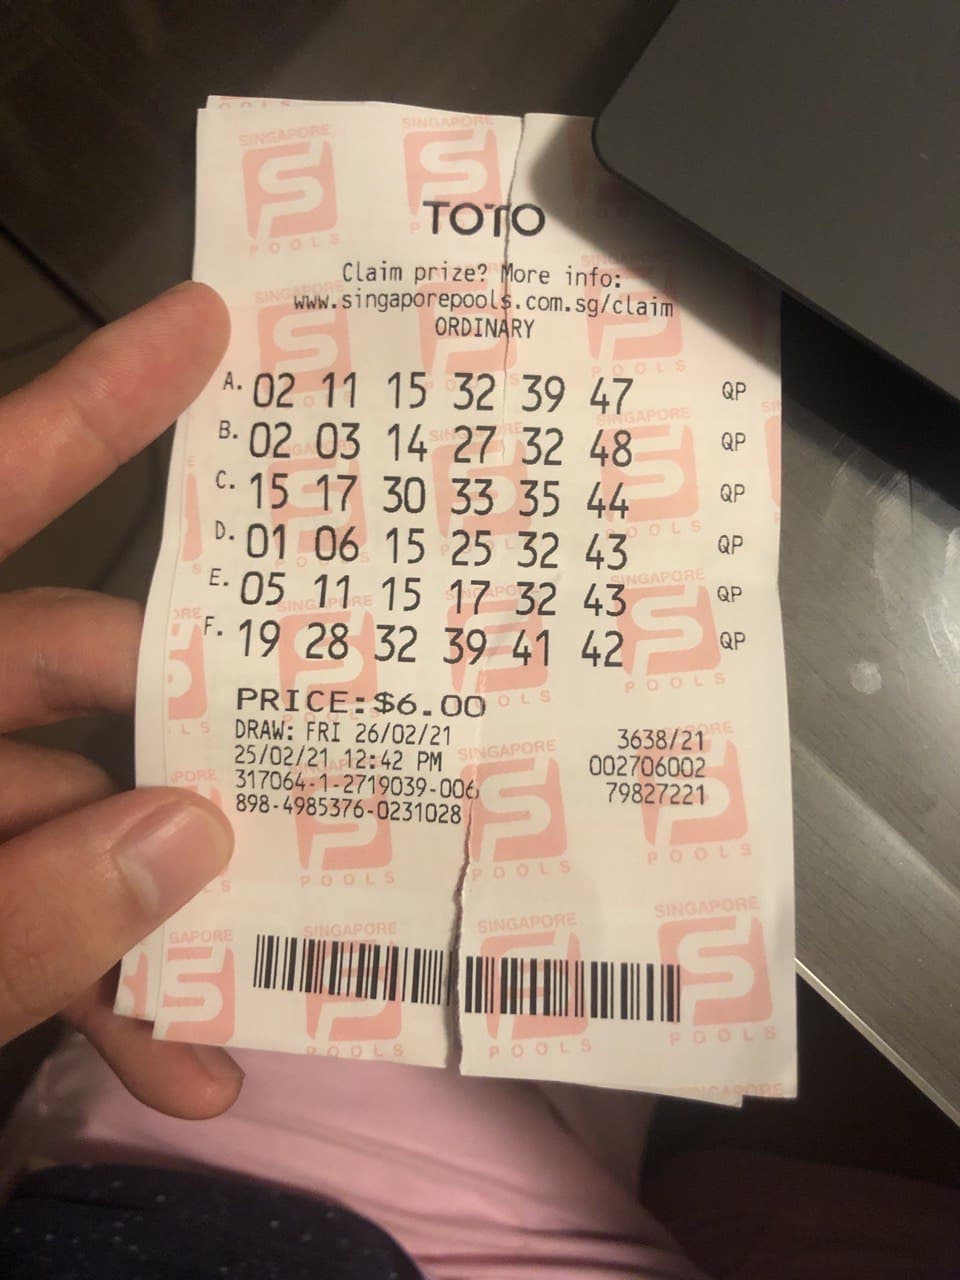 TOTO
Claim prize? More info:
www.singaporepools.com.sg/claim
ORDINARY
A. 02 11 15 32 39 47 QP
B. 02 03 14 27 32 48 QP
C. 15 17 30 33 35 44 QP
D. 01 06 15 25 32 43 QP
E. 05 11 15 17 32 43 QP
F. 19 28 32 39 41 42 QP
PRICE:$6.00
DRAW: FRI 26/02/21 3638/21
25/02/21 12:42 PM 002706002
317064-1-2719039-006 79827221
898-4985376-0231028
SINGAPORE POOLS